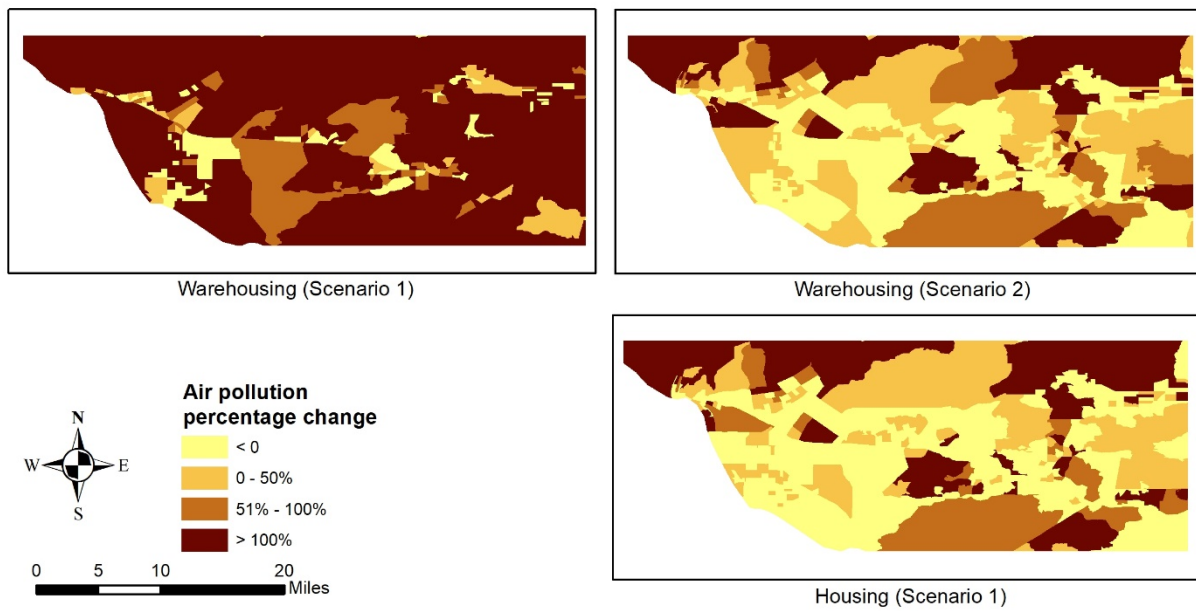 Warehousing (Scenario 1)
Warehousing (Scenario 2)
Air pollution
percentage change
< 0
0 - 50%
51% - 100%
> 100%
N
W E
S
0 5 10 20
Miles
Housing (Scenario 1)